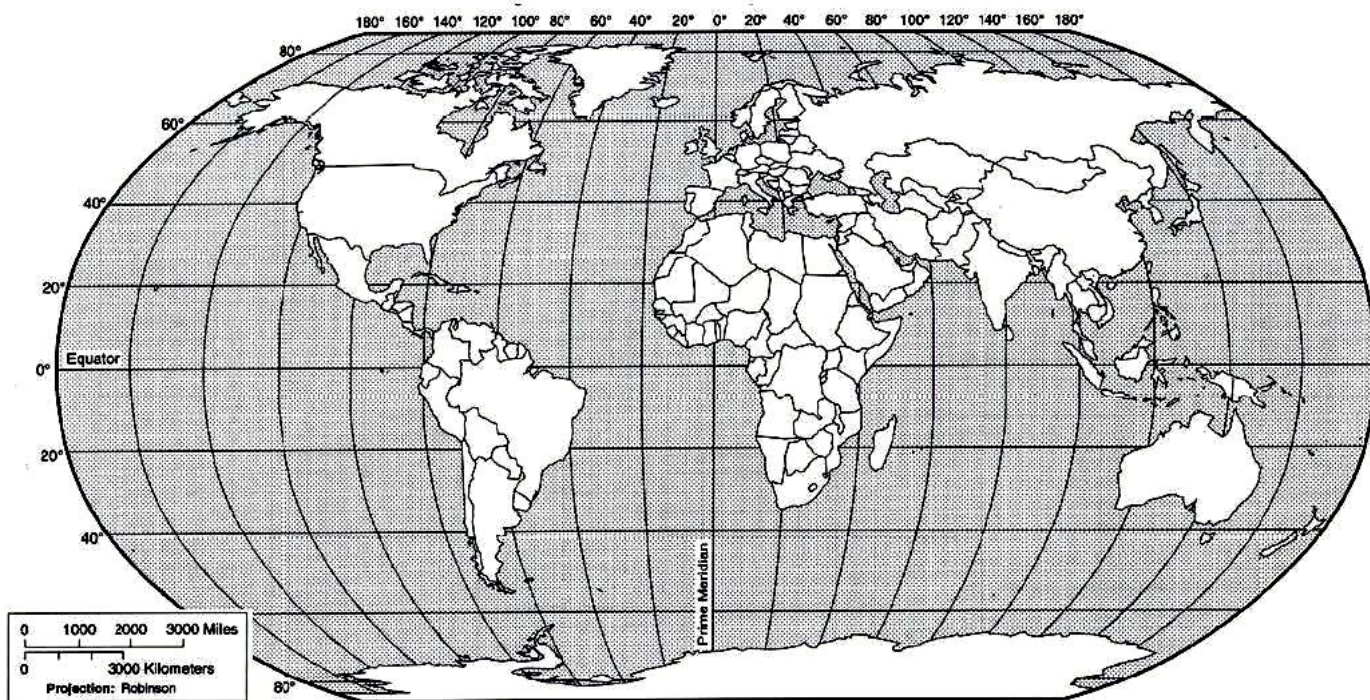 180° 160° 140° 120° 100° 80° 60° 40° 20° 0° 20° 40° 60° 80° 100° 120° 140° 160° 180°
80°
60°
40°
20°
Equator
0°
20°
40°
Prime Meridian
0 1000 2000 3000 Miles
0 3000 Kilometers
Projection: Robinson
80°